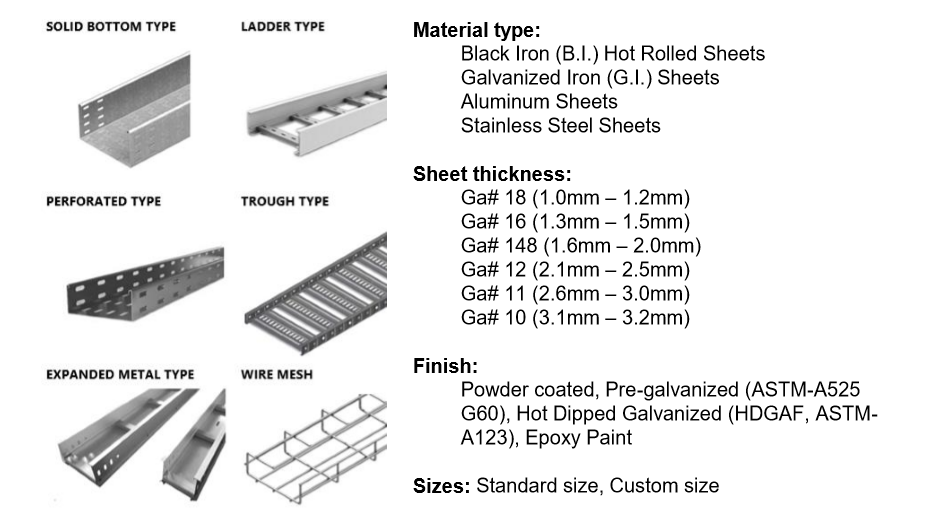 SOLID BOTTOM TYPE
LADDER TYPE
PERFORATED TYPE
TROUGH TYPE
EXPANDED METAL TYPE
WIRE MESH
Material type:
Black Iron (B.I.) Hot Rolled Sheets
Galvanized Iron (G.I.) Sheets
Aluminum Sheets
Stainless Steel Sheets
Sheet thickness:
Ga# 18 (1.0mm – 1.2mm)
Ga# 16 (1.3mm – 1.5mm)
Ga# 148 (1.6mm – 2.0mm)
Ga# 12 (2.1mm – 2.5mm)
Ga# 11 (2.6mm – 3.0mm)
Ga# 10 (3.1mm – 3.2mm)
Finish:
Powder coated, Pre-galvanized (ASTM-A525
G60), Hot Dipped Galvanized (HDGAF, ASTM-
A123), Epoxy Paint
Sizes: Standard size, Custom size